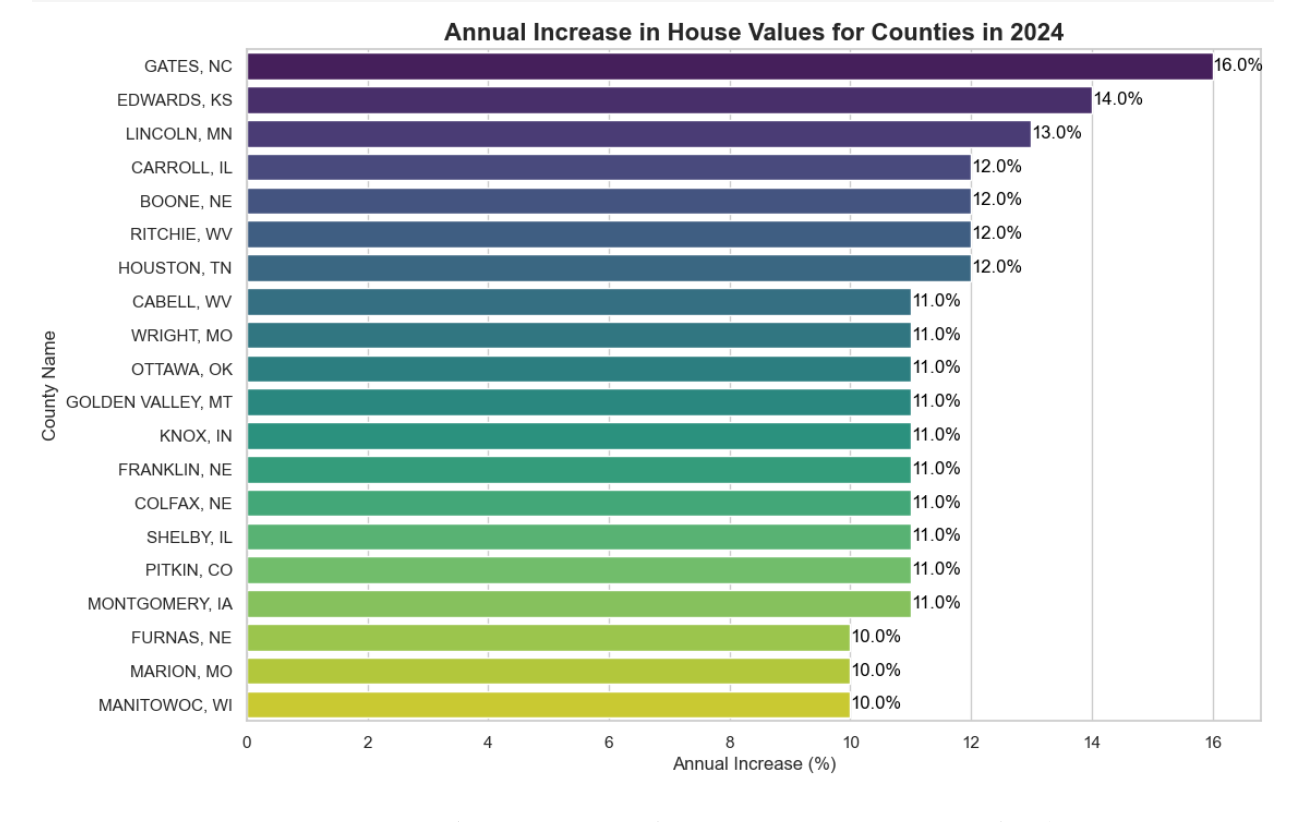 Annual Increase in House Values for Counties in 2024
GATES, NC 16.0%
EDWARDS, KS 14.0%
LINCOLN, MN 13.0%
CARROLL, IL 12.0%
BOONE, NE 12.0%
RITCHIE, WV 12.0%
HOUSTON, TN 12.0%
CABELL, WV 11.0%
WRIGHT, MO 11.0%
OTTAWA, OK 11.0%
GOLDEN VALLEY, MT 11.0%
KNOX, IN 11.0%
FRANKLIN, NE 11.0%
COLFAX, NE 11.0%
SHELBY, IL 11.0%
PITKIN, CO 11.0%
MONTGOMERY, IA 11.0%
FURNAS, NE 10.0%
MARION, MO 10.0%
MANITOWOC, WI 10.0%
County Name
0 2 4 6 8 10 12 14 16
Annual Increase (%)